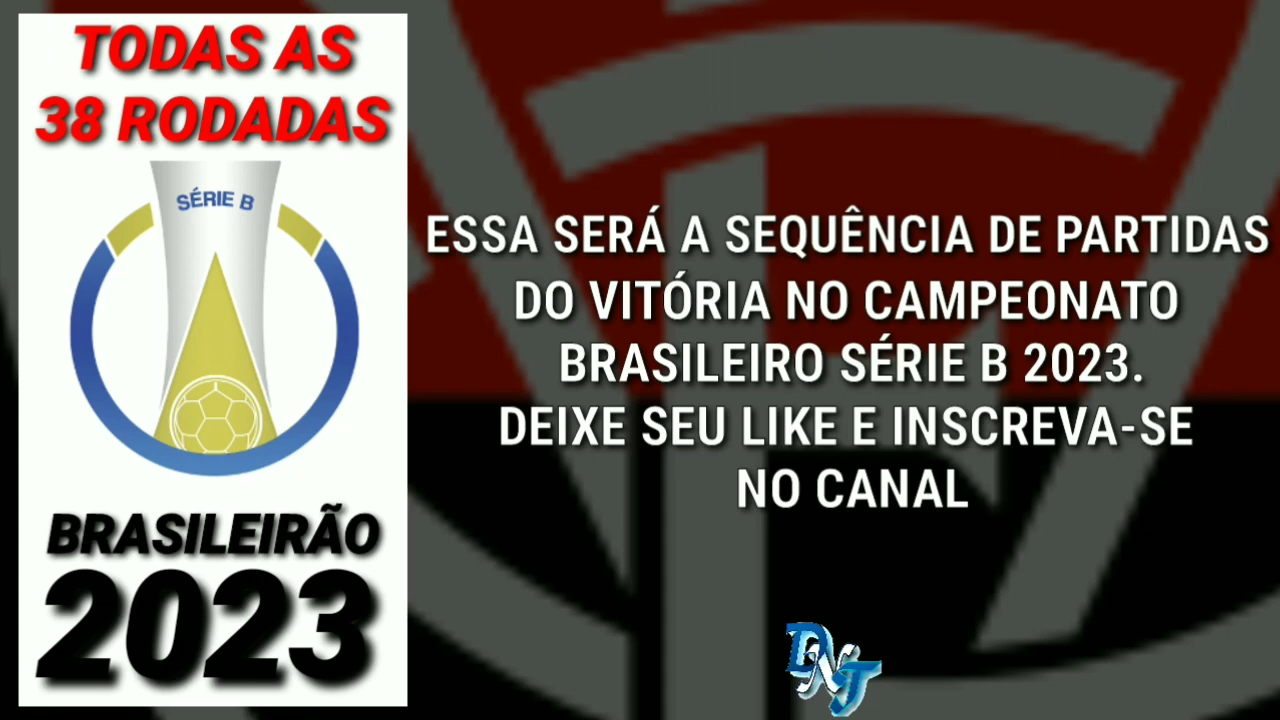 TODAS AS
38 RODADAS
SÉRIE B
BRASILEIRÃO
2023
ESSA SERÁ A SEQUÊNCIA DE PARTIDAS
DO VITÓRIA NO CAMPEONATO
BRASILEIRO SÉRIE B 2023.
DEIXE SEU LIKE E INSCREVA-SE
NO CANAL
DNT